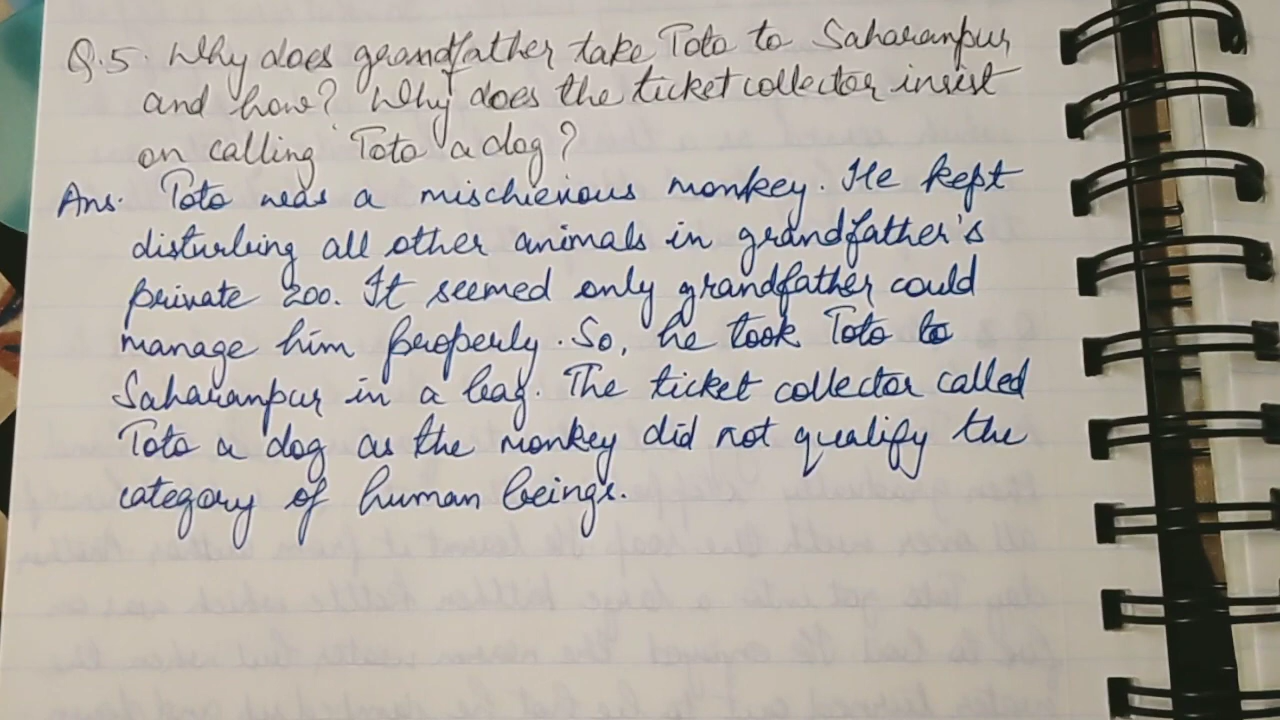 Q.5. Why does grandfather take Toto to Saharanpur
and how? Why does the ticket collector insist
on calling Toto a dog?
Ans. Toto was a mischievous monkey. He kept
disturbing all other animals in grandfather's
private zoo. It seemed only grandfather could
manage him properly. So, he took Toto to
Saharanpur in a bag. The ticket collector called
Toto a dog as the monkey did not qualify the
category of human beings.